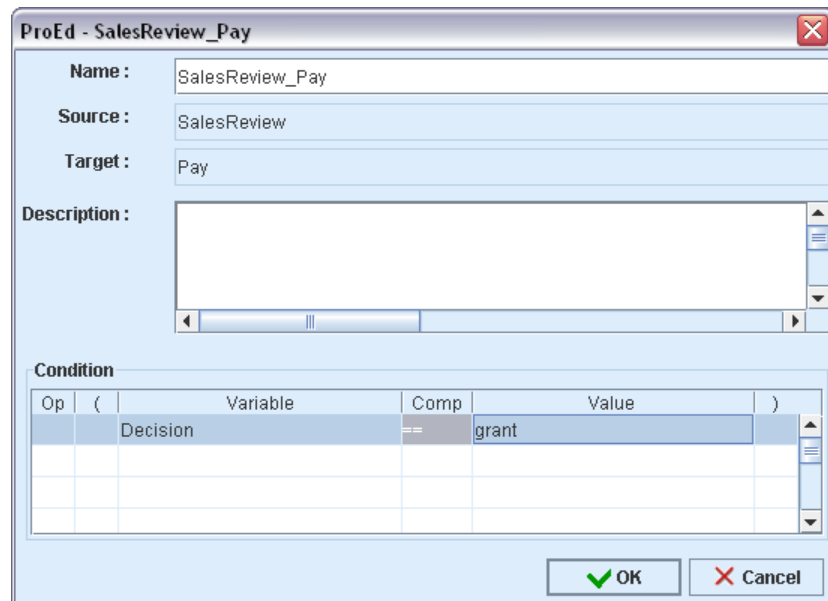 ProEd - SalesReview_Pay
Name :
SalesReview_Pay
Source :
SalesReview
Target :
Pay
Description :
Condition
Op ( Variable Comp Value )
Decision == grant
OK Cancel